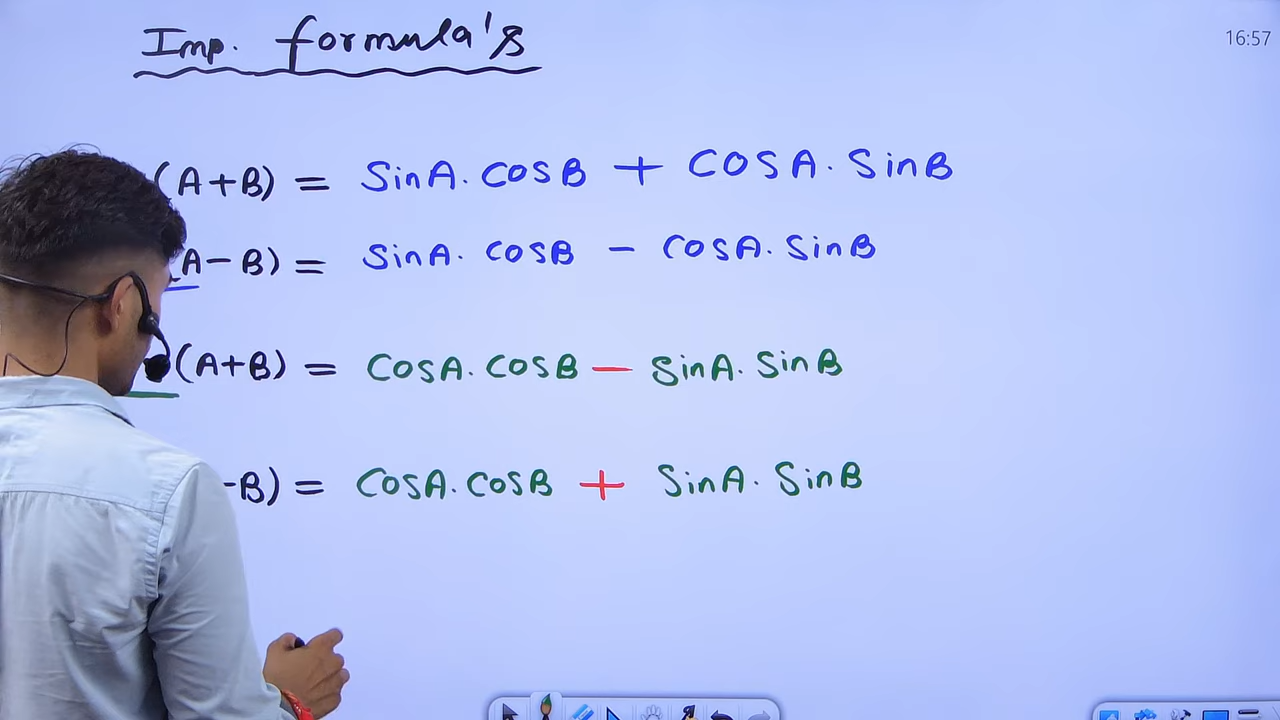 Imp. formula's
16:57
(A+B) = SinA. COSB + COSA. SinB
(A-B) = SinA. COSB - COSA. SinB
(A+B) = COSA. COSB - SinA. SinB
-B) = COSA. COSB + SinA. SinB